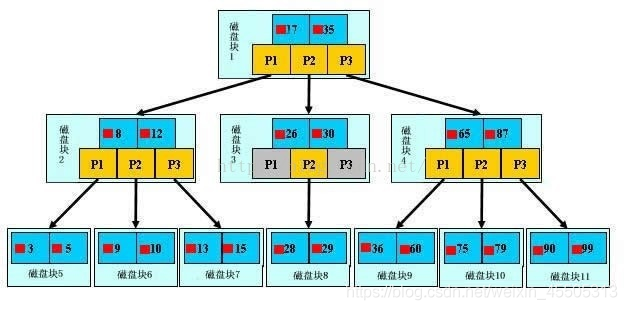 磁盘块1
17 35
P1 P2 P3
磁盘块2
8 12
P1 P2 P3
磁盘块3
26 30
P1 P2 P3
磁盘块4
65 87
P1 P2 P3
3 5
磁盘块5
9 10
磁盘块6
13 15
磁盘块7
28 29
磁盘块8
36 60
磁盘块9
75 79
磁盘块10
90 99
磁盘块11
https://blog.csdn.net/weixin_45505313